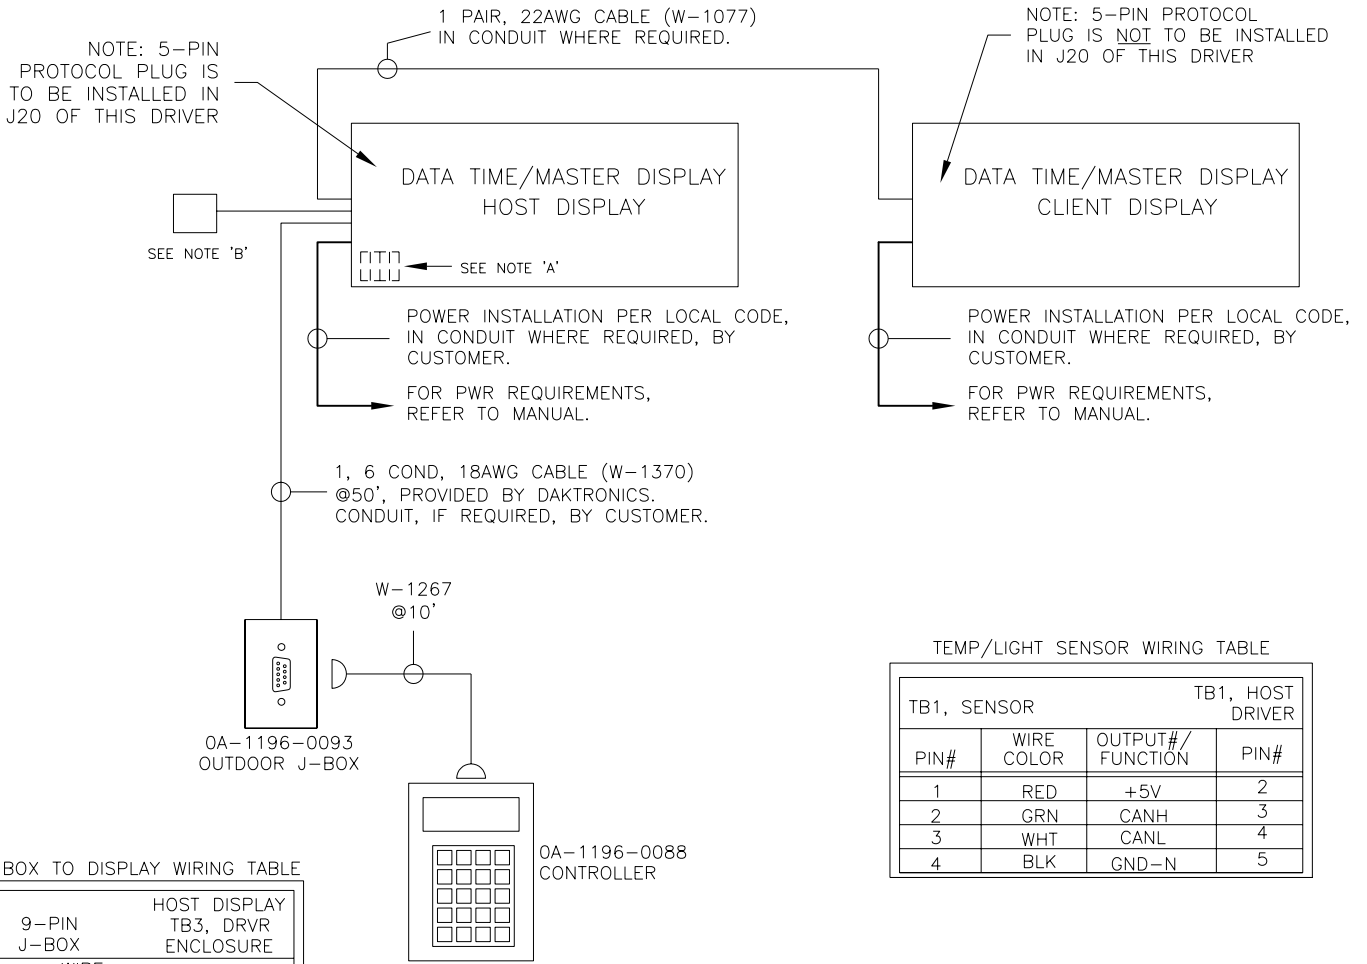 1 PAIR, 22AWG CABLE (W-1077)
IN CONDUIT WHERE REQUIRED.
NOTE: 5-PIN PROTOCOL
PLUG IS NOT TO BE INSTALLED
IN J20 OF THIS DRIVER
NOTE: 5-PIN
PROTOCOL PLUG IS
TO BE INSTALLED IN
J20 OF THIS DRIVER
DATA TIME/MASTER DISPLAY
HOST DISPLAY
DATA TIME/MASTER DISPLAY
CLIENT DISPLAY
SEE NOTE 'B'
SEE NOTE 'A'
POWER INSTALLATION PER LOCAL CODE,
IN CONDUIT WHERE REQUIRED, BY
CUSTOMER.
FOR PWR REQUIREMENTS,
REFER TO MANUAL.
POWER INSTALLATION PER LOCAL CODE,
IN CONDUIT WHERE REQUIRED, BY
CUSTOMER.
FOR PWR REQUIREMENTS,
REFER TO MANUAL.
1, 6 COND, 18AWG CABLE (W-1370)
@50', PROVIDED BY DAKTRONICS.
CONDUIT, IF REQUIRED, BY CUSTOMER.
W-1267
@10'
0A-1196-0093
OUTDOOR J-BOX
0A-1196-0088
CONTROLLER
TEMP/LIGHT SENSOR WIRING TABLE
TB1, SENSOR TB1, HOST
DRIVER
PIN# WIRE COLOR OUTPUT#/ FUNCTION PIN#
1 RED +5V 2
2 GRN CANH 3
3 WHT CANL 4
4 BLK GND-N 5
BOX TO DISPLAY WIRING TABLE
9-PIN
J-BOX
HOST DISPLAY
TB3, DRVR
ENCLOSURE
WIRE